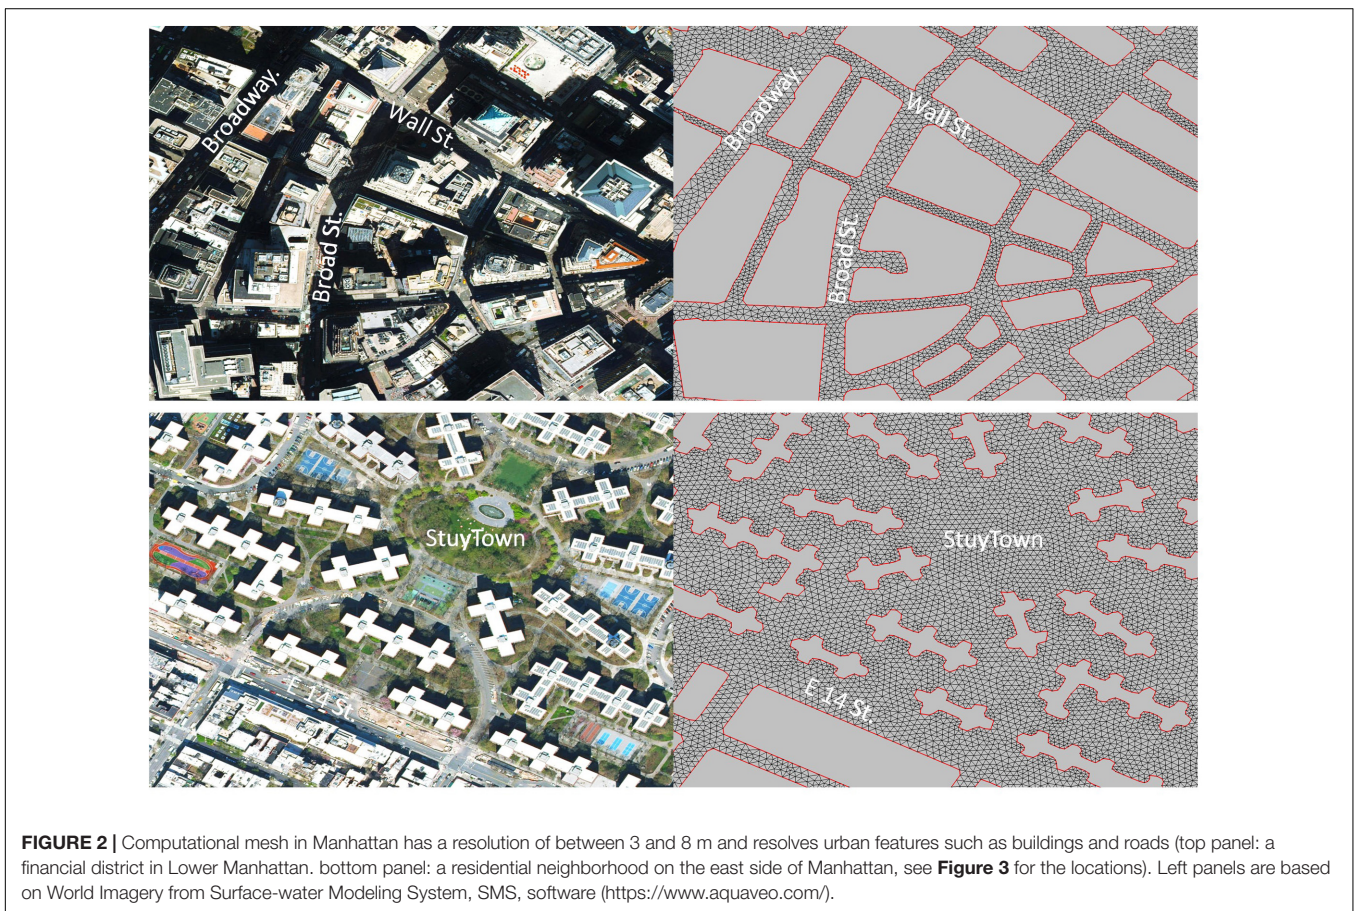 Broadway.
Wall St.
Broad St.
Broadway.
Wall St.
Broad St.
StuyTown
E 14 St.
StuyTown
E 14 St.
FIGURE 2 | Computational mesh in Manhattan has a resolution of between 3 and 8 m and resolves urban features such as buildings and roads (top panel: a
financial district in Lower Manhattan. bottom panel: a residential neighborhood on the east side of Manhattan, see Figure 3 for the locations). Left panels are based
on World Imagery from Surface-water Modeling System, SMS, software (https://www.aquaveo.com/).